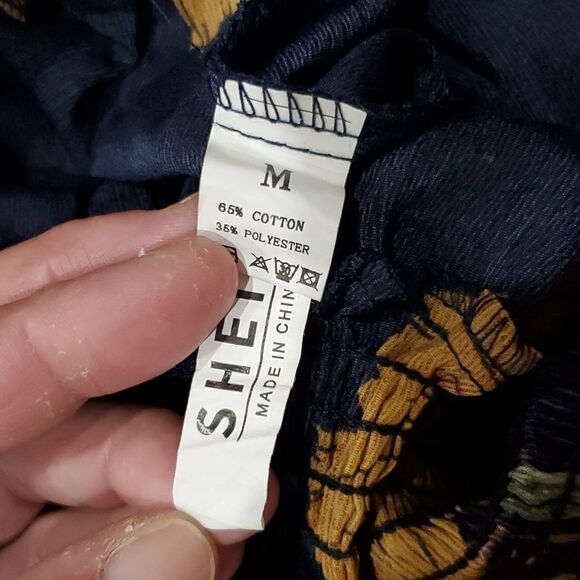 M
65% COTTON
35% POLYESTER
SHEI
MADE IN CHIN